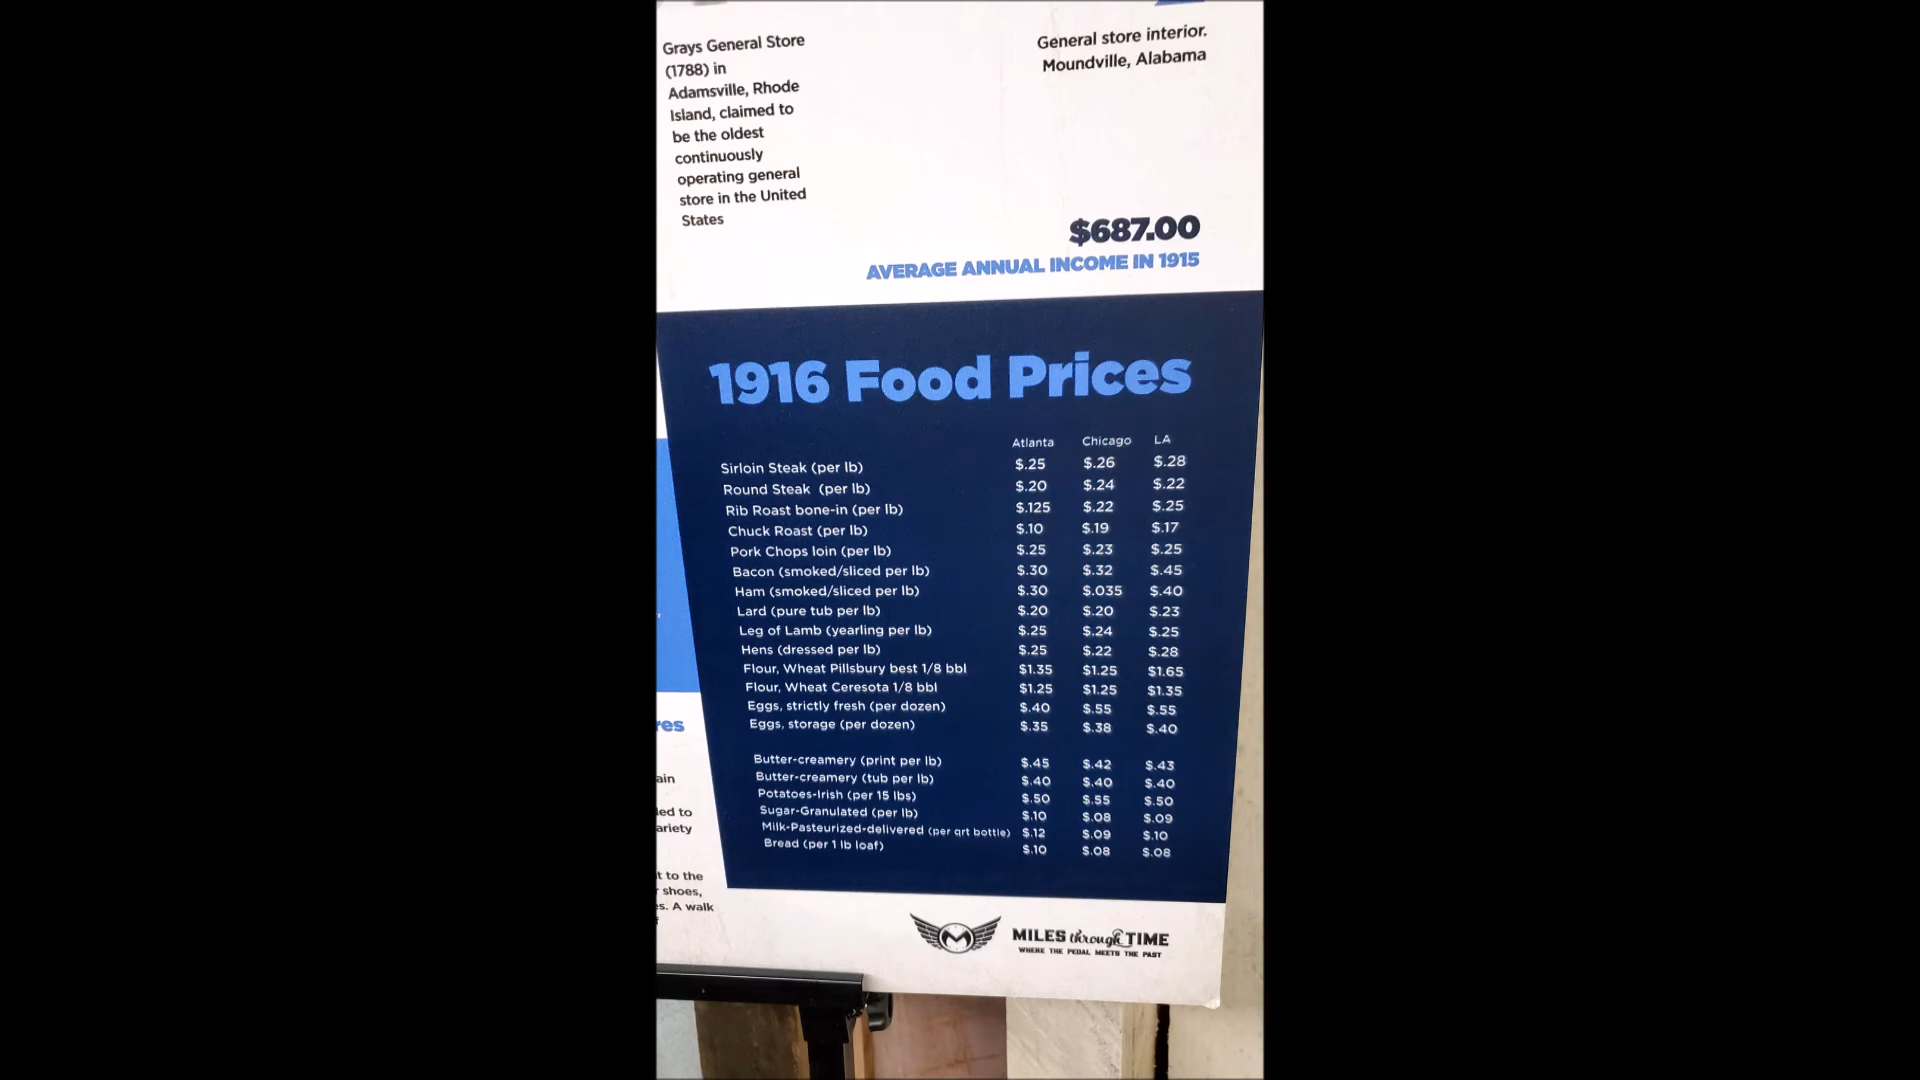 Grays General Store
(1788) in
Adamsville, Rhode
Island, claimed to
be the oldest
continuously
operating general
store in the United
States
General store interior.
Moundville, Alabama
$687.00
AVERAGE ANNUAL INCOME IN 1915
1916 Food Prices
Atlanta Chicago LA
Sirloin Steak (per lb) $.25 $.26 $.28
Round Steak (per lb) $.20 $.24 $.22
Rib Roast bone-in (per lb) $.125 $.22 $.25
Chuck Roast (per lb) $.10 $.19 $.17
Pork Chops loin (per lb) $.25 $.23 $.25
Bacon (smoked/sliced per lb) $.30 $.32 $.45
Ham (smoked/sliced per lb) $.30 $.035 $.40
Lard (pure tub per lb) $.20 $.20 $.23
Leg of Lamb (yearling per lb) $.25 $.24 $.25
Hens (dressed per lb) $.25 $.22 $.28
Flour, Wheat Pillsbury best 1/8 bbl $1.35 $1.25 $1.65
Flour, Wheat Ceresota 1/8 bbl $1.25 $1.25 $1.35
Eggs, strictly fresh (per dozen) $.40 $.55 $.55
Eggs, storage (per dozen) $.35 $.38 $.40
Butter-creamery (print per lb) $.45 $.42 $.43
Butter-creamery (tub per lb) $.40 $.40 $.40
Potatoes-Irish (per 15 lbs) $.50 $.55 $.50
Sugar-Granulated (per lb) $.10 $.08 $.09
Milk-Pasteurized-delivered (per qrt bottle) $.12 $.09 $.10
Bread (per 1 lb loaf) $.10 $.08 $.08
res
ain
led to
ariety
t to the
shoes,
s. A walk
MILES through TIME
WHERE THE PEDAL MEETS THE PAST